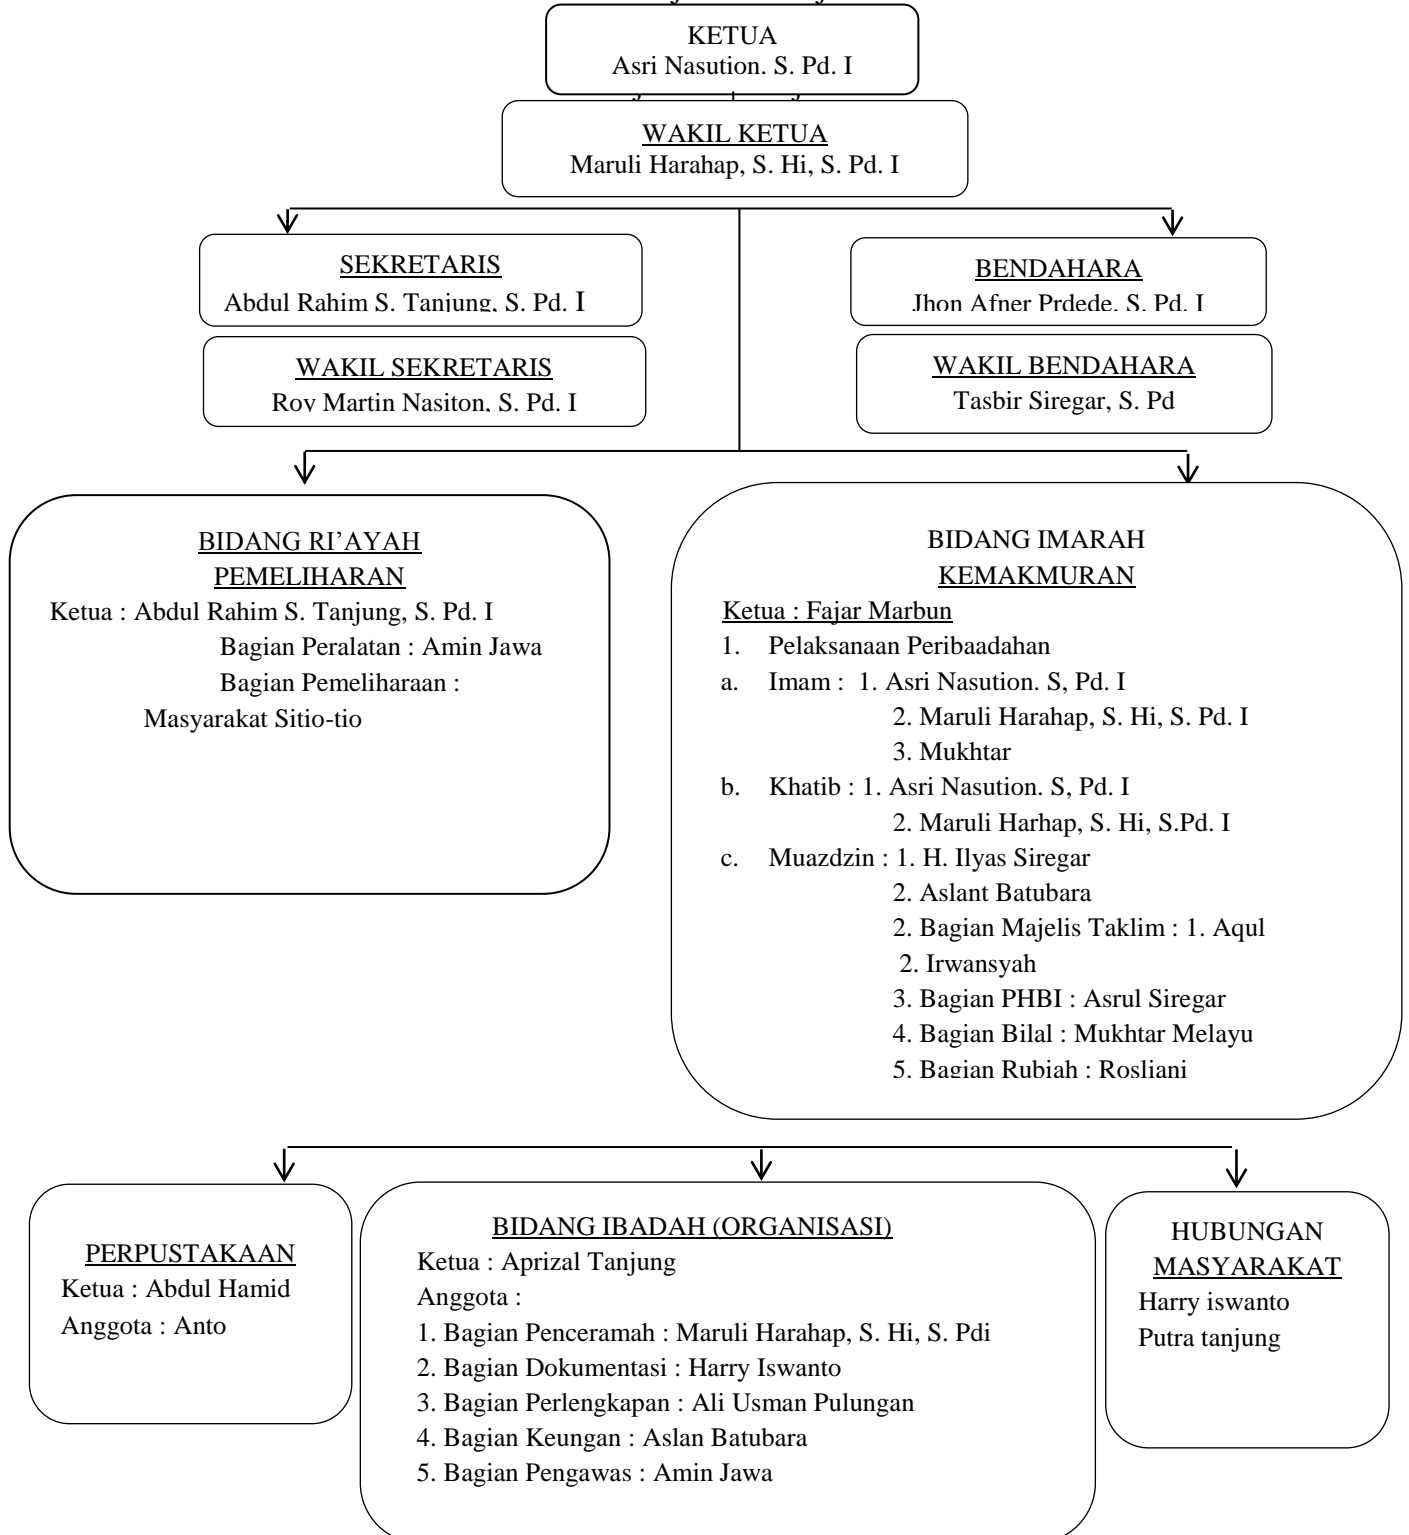 KETUA
Asri Nasution. S. Pd. I
WAKIL KETUA
Maruli Harahap, S. Hi, S. Pd. I
SEKRETARIS
Abdul Rahim S. Tanjung, S. Pd. I
BENDAHARA
Jhon Afner Prdede, S. Pd. I
WAKIL SEKRETARIS
Roy Martin Nasiton, S. Pd. I
WAKIL BENDAHARA
Tasbir Siregar, S. Pd
BIDANG RI’AYAH
PEMELIHARAN
Ketua : Abdul Rahim S. Tanjung, S. Pd. I
Bagian Peralatan : Amin Jawa
Bagian Pemeliharaan :
Masyarakat Sitio-tio
BIDANG IMARAH
KEMAKMURAN
Ketua : Fajar Marbun
1. Pelaksanaan Peribaadahan
a. Imam : 1. Asri Nasution. S, Pd. I
2. Maruli Harahap, S. Hi, S. Pd. I
3. Mukhtar
b. Khatib : 1. Asri Nasution. S, Pd. I
2. Maruli Harhap, S. Hi, S.Pd. I
c. Muazdzin : 1. H. Ilyas Siregar
2. Aslant Batubara
2. Bagian Majelis Taklim : 1. Aqul
2. Irwansyah
3. Bagian PHBI : Asrul Siregar
4. Bagian Bilal : Mukhtar Melayu
5. Bagian Rubiah : Rosliani
PERPUSTAKAAN
Ketua : Abdul Hamid
Anggota : Anto
BIDANG IBADAH (ORGANISASI)
Ketua : Aprizal Tanjung
Anggota :
1. Bagian Penceramah : Maruli Harahap, S. Hi, S. Pdi
2. Bagian Dokumentasi : Harry Iswanto
3. Bagian Perlengkapan : Ali Usman Pulungan
4. Bagian Keungan : Aslan Batubara
5. Bagian Pengawas : Amin Jawa
HUBUNGAN
MASYARAKAT
Harry iswanto
Putra tanjung